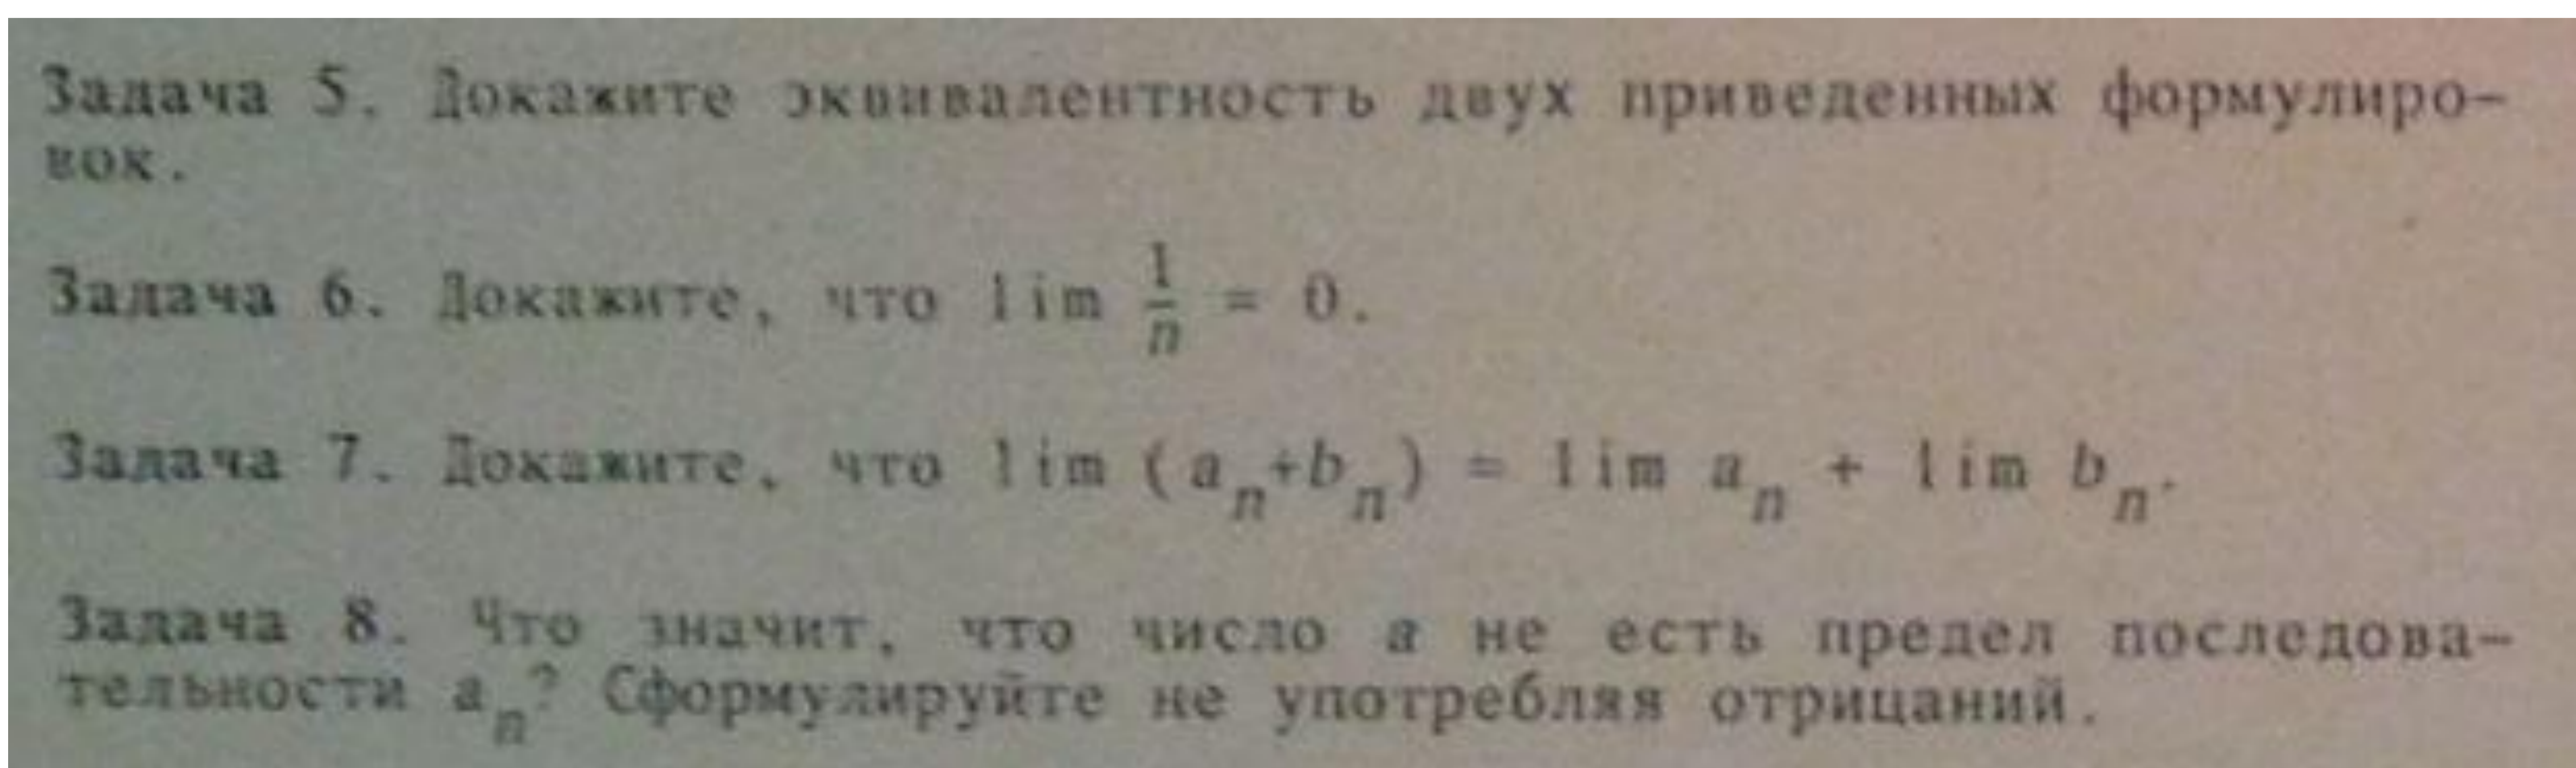 Задача 5. Докажите эквивалентность двух приведенных формулиро-
вок.
Задача 6. Докажите, что lim 1/n = 0.
Задача 7. Докажите, что lim (a_n+b_n) = lim a_n + lim b_n.
Задача 8. Что значит, что число a не есть предел последова-
тельности a_n? Сформулируйте не употребляя отрицаний.